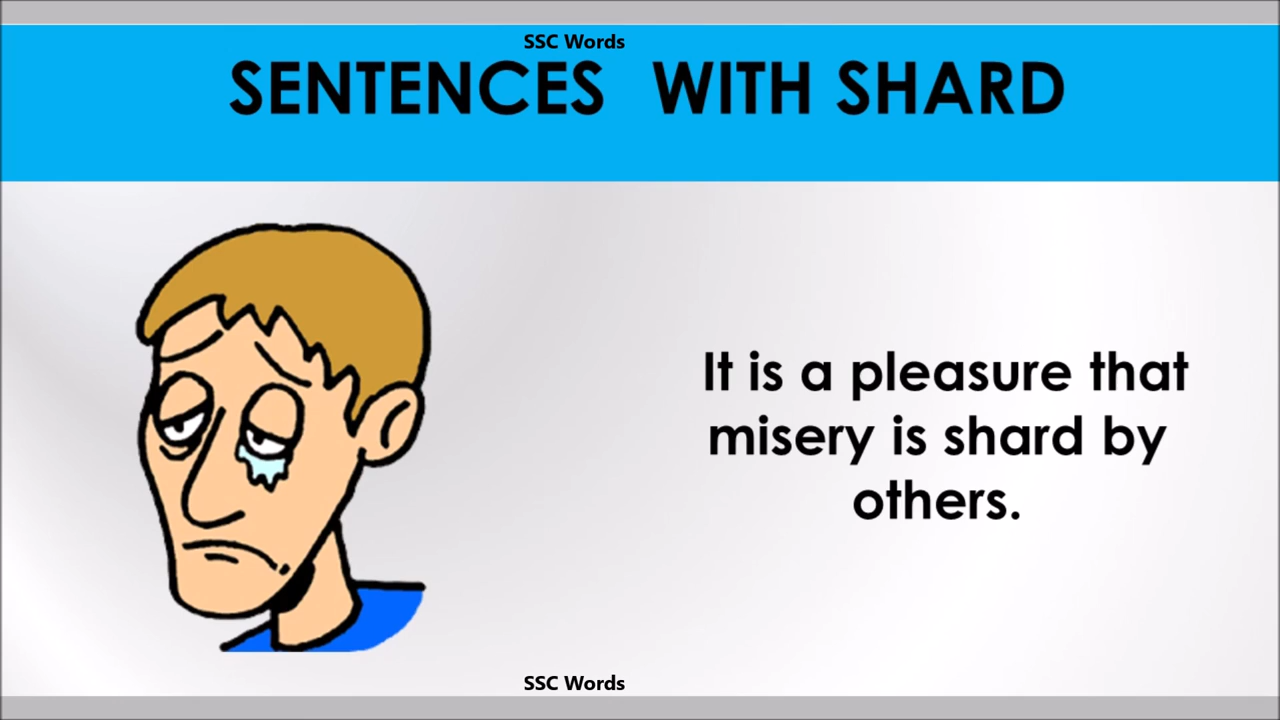 SSC Words
SENTENCES WITH SHARD
It is a pleasure that
misery is shard by
others.
SSC Words